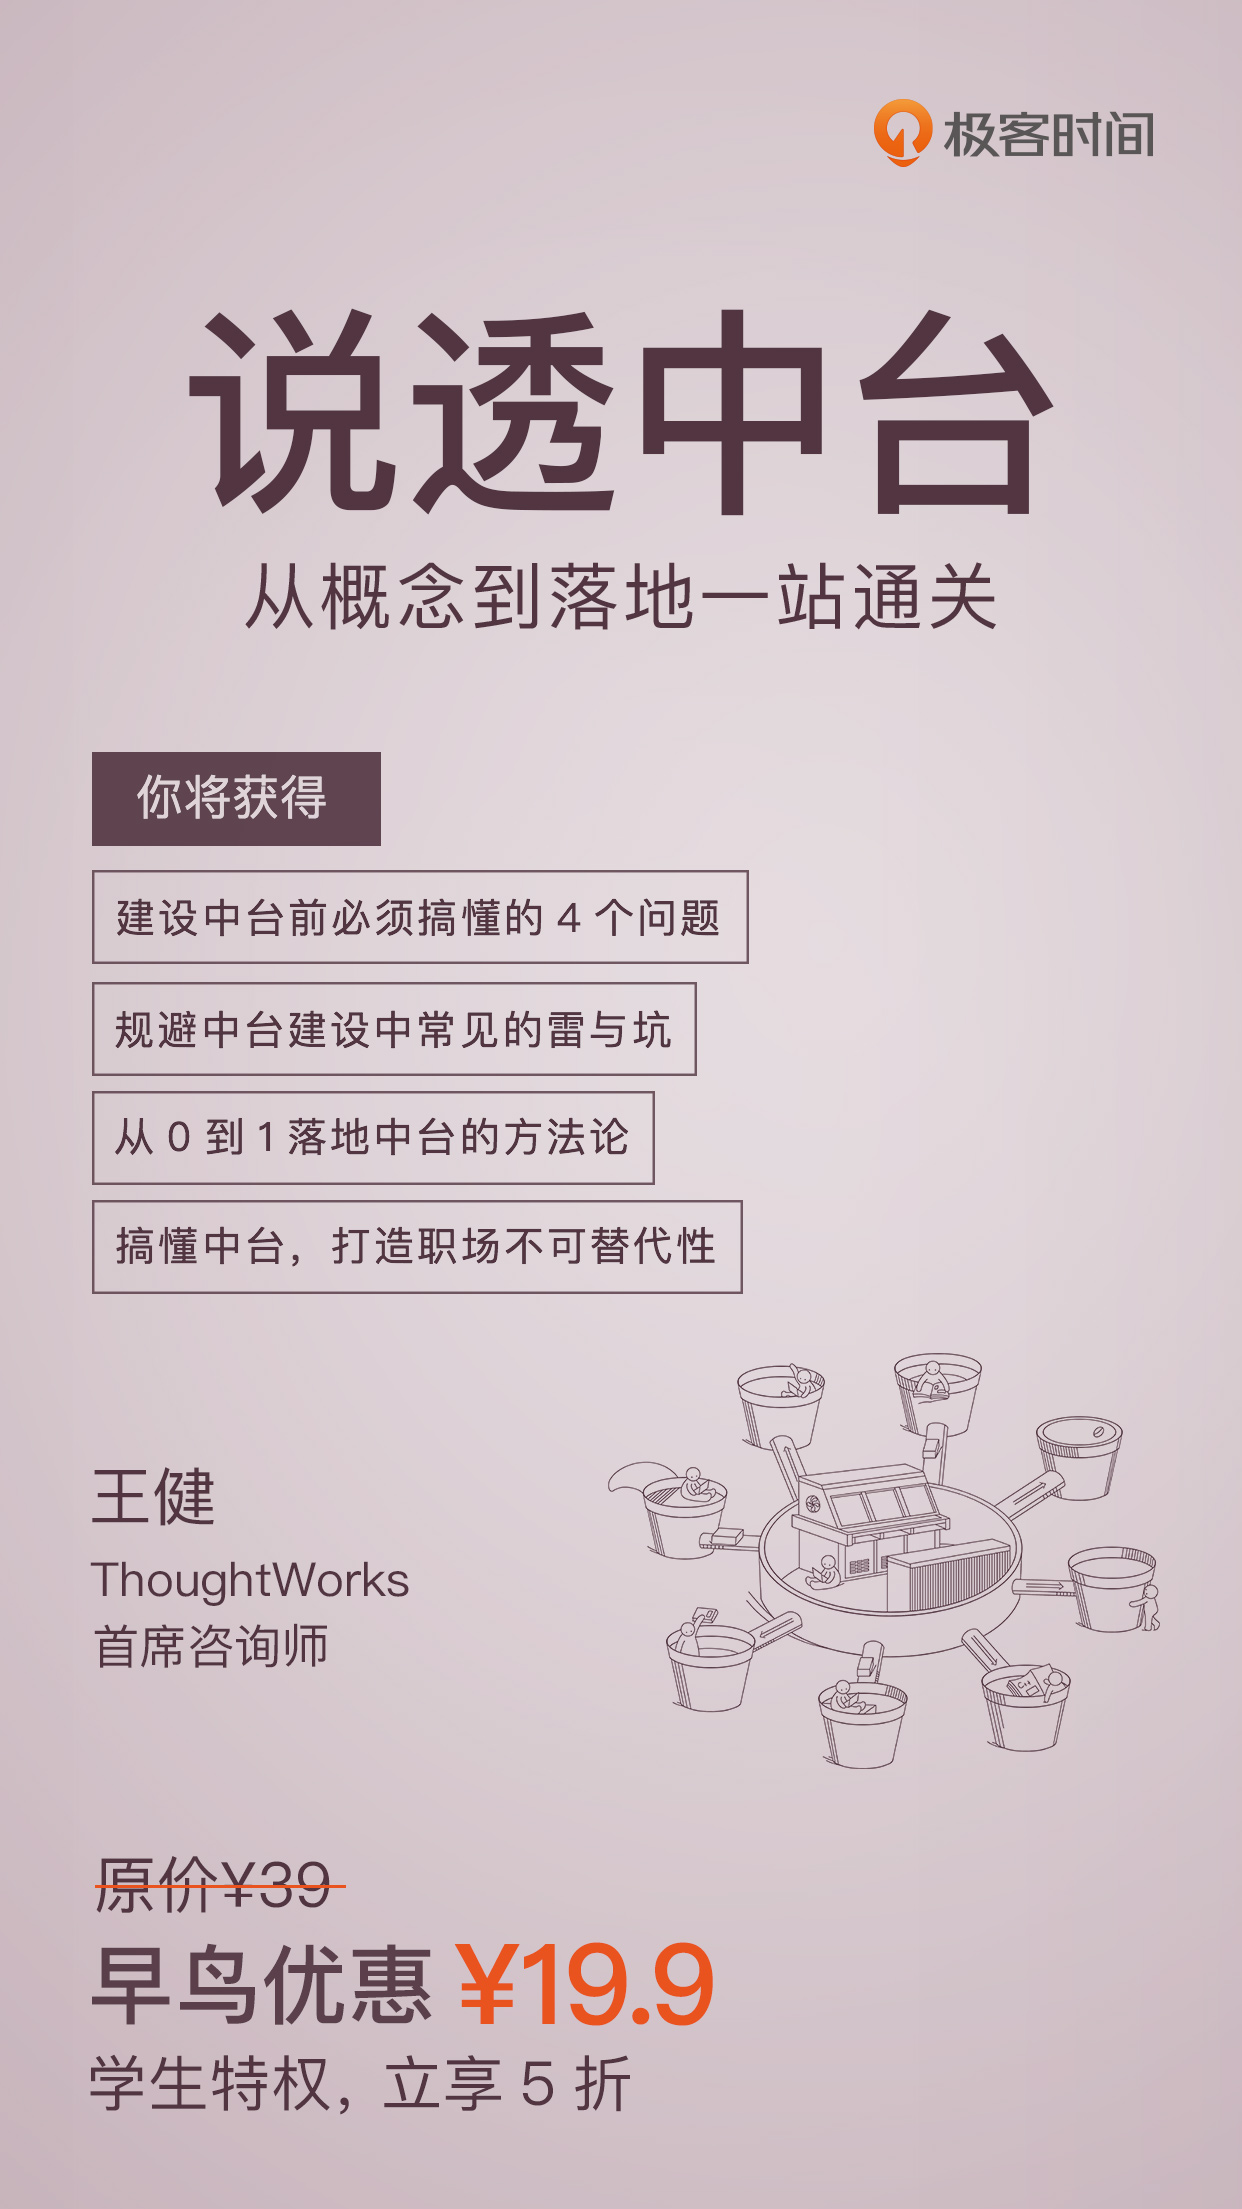 极客时间
说透中台
从概念到落地一站通关
你将获得
建设中台前必须搞懂的 4 个问题
规避中台建设中常见的雷与坑
从 0 到 1 落地中台的方法论
搞懂中台，打造职场不可替代性
王健
ThoughtWorks
首席咨询师
原价¥39
早鸟优惠 ¥19.9
学生特权，立享 5 折